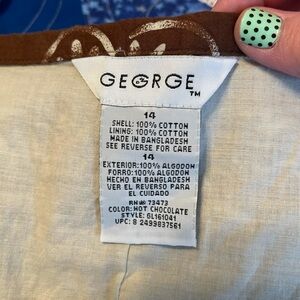 GEORGE
TM
14
SHELL: 100% COTTON
LINING: 100% COTTON
MADE IN BANGLADESH
SEE REVERSE FOR CARE
14
EXTERIOR: 100% ALGODON
FORRO: 100% ALGODON
HECHO EN BANGLADESH
VER EL REVERSO PARA
EL CUIDADO
RN# 73473
COLOR: HOT CHOCOLATE
STYLE: GL161041
UPC: 8 2499837561